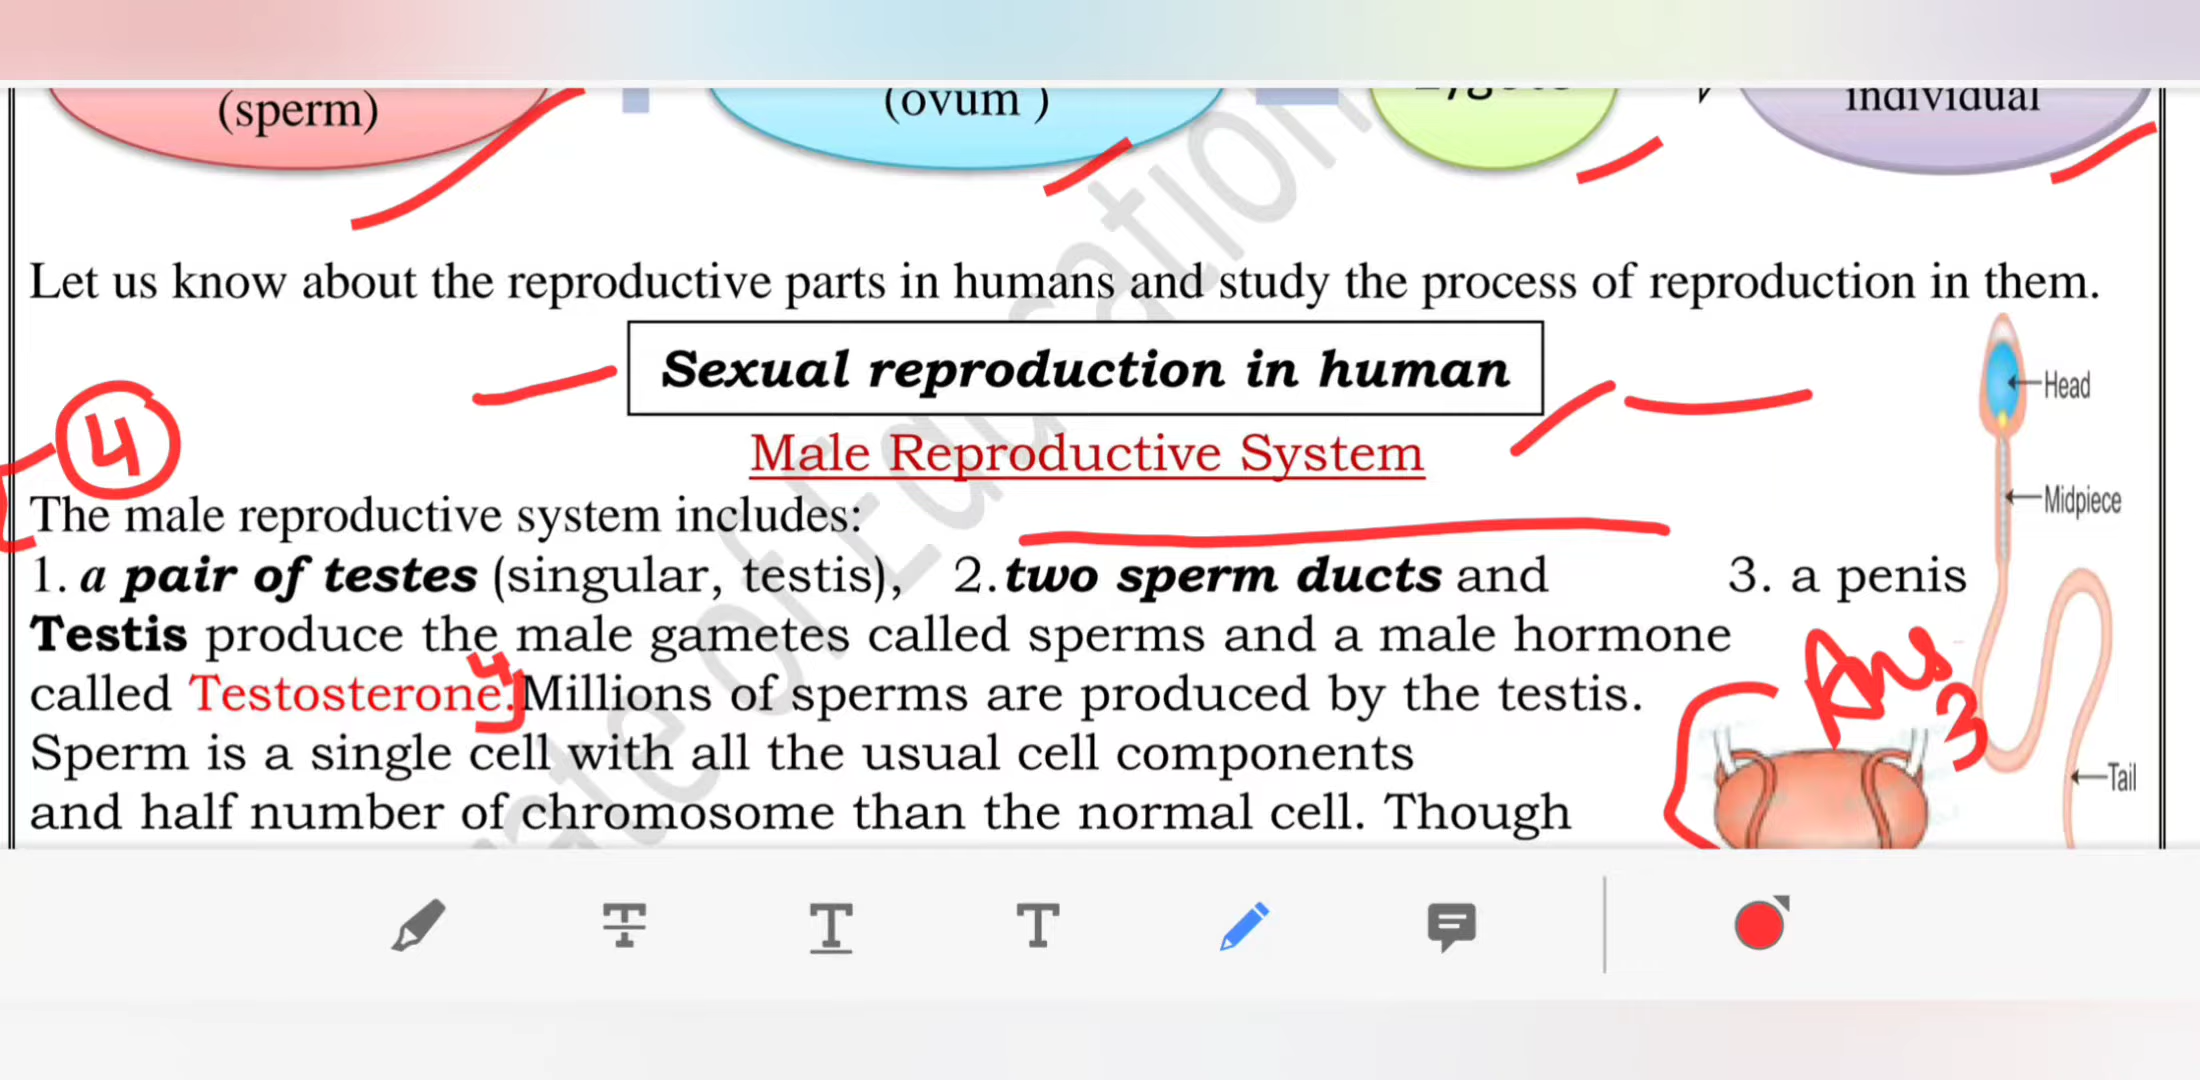 (sperm)
(ovum )
individual
Let us know about the reproductive parts in humans and study the process of reproduction in them.
Sexual reproduction in human
Head
4
Male Reproductive System
Midpiece
The male reproductive system includes:
1. a pair of testes (singular, testis), 2. two sperm ducts and 3. a penis
Testis produce the male gametes called sperms and a male hormone
Ans
4
called Testosterone. Millions of sperms are produced by the testis.
3
Sperm is a single cell with all the usual cell components
Tail
and half number of chromosome than the normal cell. Though